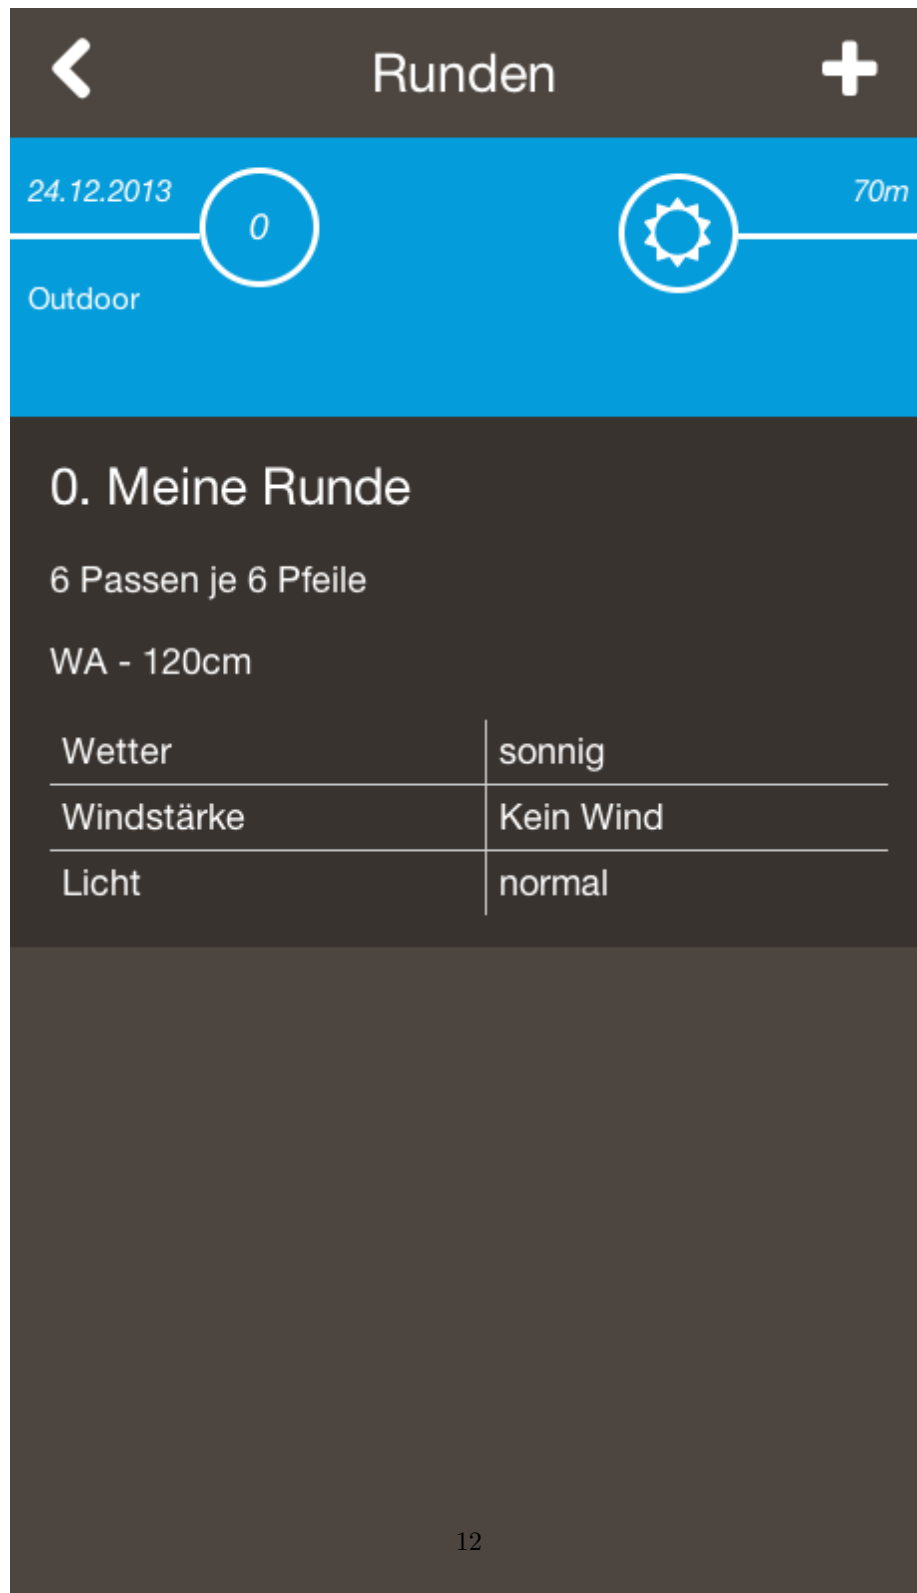 Runden
24.12.2013
0
70m
Outdoor
0. Meine Runde
6 Passen je 6 Pfeile
WA - 120cm
Wetter sonnig
Windstärke Kein Wind
Licht normal
12